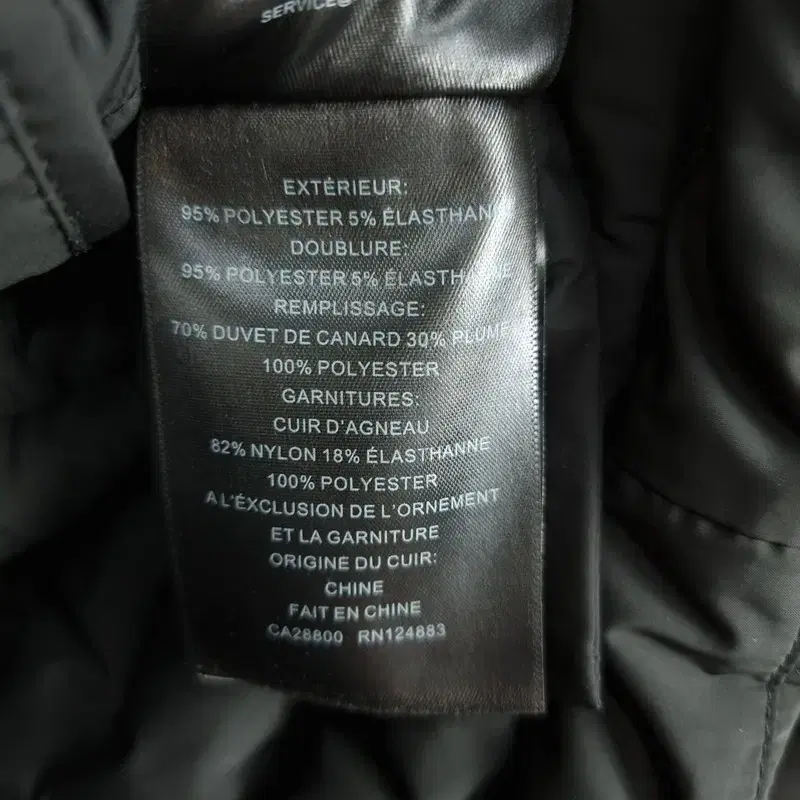 SERVICE@
EXTÉRIEUR:
95% POLYESTER 5% ÉLASTHAN
DOUBLURE:
95% POLYESTER 5% ÉLASTHANNE
REMPLISSAGE:
70% DUVET DE CANARD 30% PLUME
100% POLYESTER
GARNITURES:
CUIR D'AGNEAU
82% NYLON 18% ÉLASTHANNE
100% POLYESTER
A L'ÉXCLUSION DE L'ORNEMENT
ET LA GARNITURE
ORIGINE DU CUIR:
CHINE
FAIT EN CHINE
CA28800 RN124883